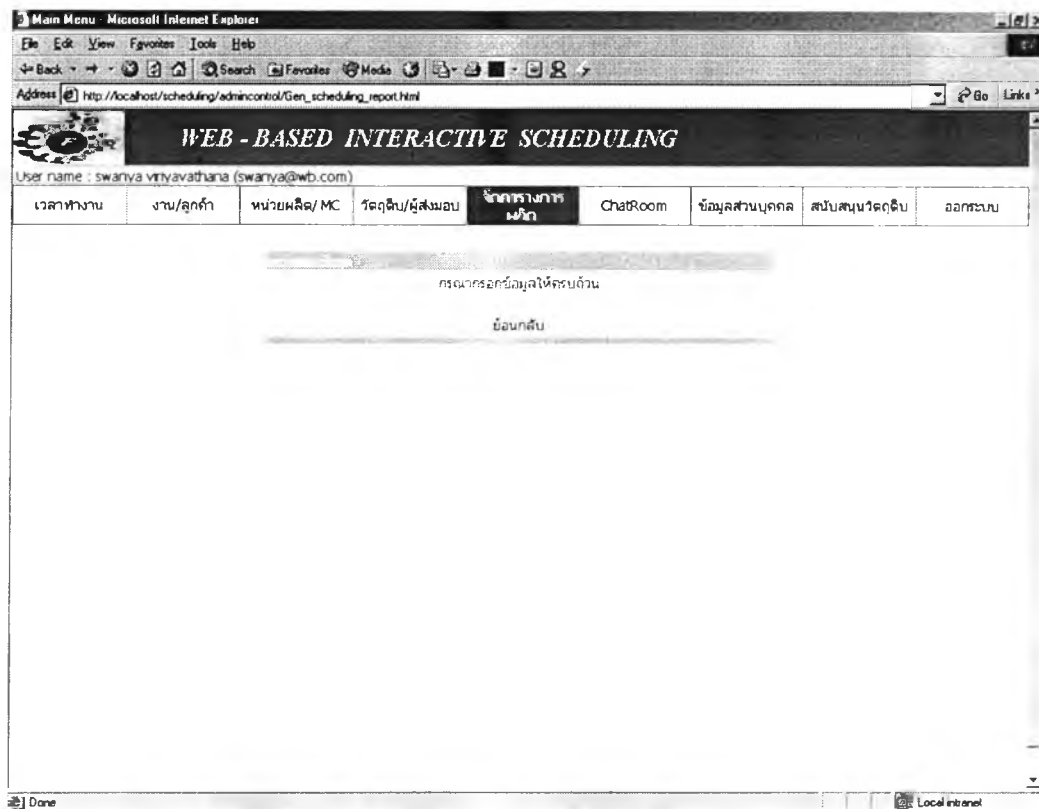 Main Menu - Microsoft Internet Explorer
File Edit View Favorites Tools Help
Back Search Favorites Media
Address http://localhost/scheduling/admincontrol/Gen_scheduling_report.html Go Links
WEB - BASED INTERACTIVE SCHEDULING
User name : swanya viriyavathana (swanya@wb.com)
เวลาทำงาน งาน/ลูกค้า หน่วยผลิต/ MC วัตถุดิบ/ผู้ส่งมอบ จัดตารางการผลิต ChatRoom ข้อมูลส่วนบุคคล สนับสนุนวัตถุดิบ ออกระบบ
กรุณากรอกข้อมูลให้ครบถ้วน
ย้อนกลับ
Done Local intranet